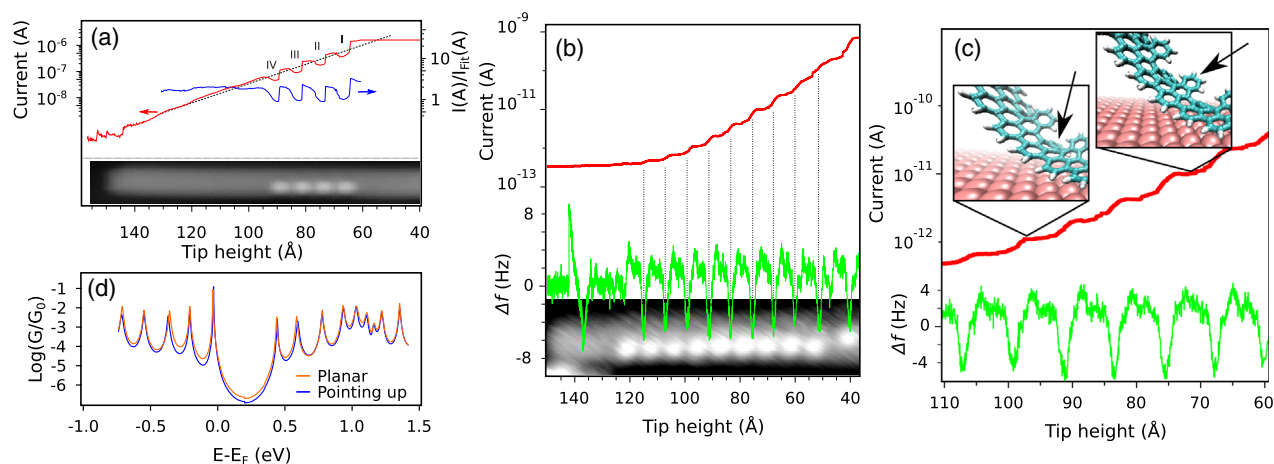 (a)
Current (A)
10⁻⁶
10⁻⁷
10⁻⁸
IV
III
II
I
10
1
I(A)/I_Fit(A)
140 120 100 80 60 40
Tip height (Å)
(b)
Current (A)
10⁻⁹
10⁻¹¹
10⁻¹³
Δf (Hz)
8
0
-8
150 140 120 100 80 60 40
Tip height (Å)
(c)
Current (A)
10⁻¹⁰
10⁻¹¹
10⁻¹²
Δf (Hz)
4
0
-4
110 100 90 80 70 60
Tip height (Å)
(d)
Log(G/G₀)
-1
-2
-3
-4
-5
-6
Planar
Pointing up
-1.0 -0.5 0.0 0.5 1.0 1.5
E-E_F (eV)